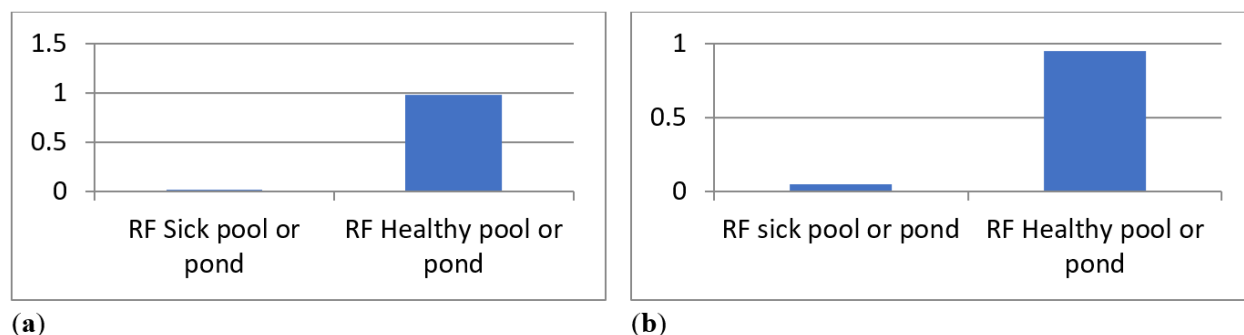 1.5
1
0.5
0
RF Sick pool or
pond
RF Healthy pool or
pond
(a)
1
0.5
0
RF sick pool or pond
RF Healthy pool or
pond
(b)